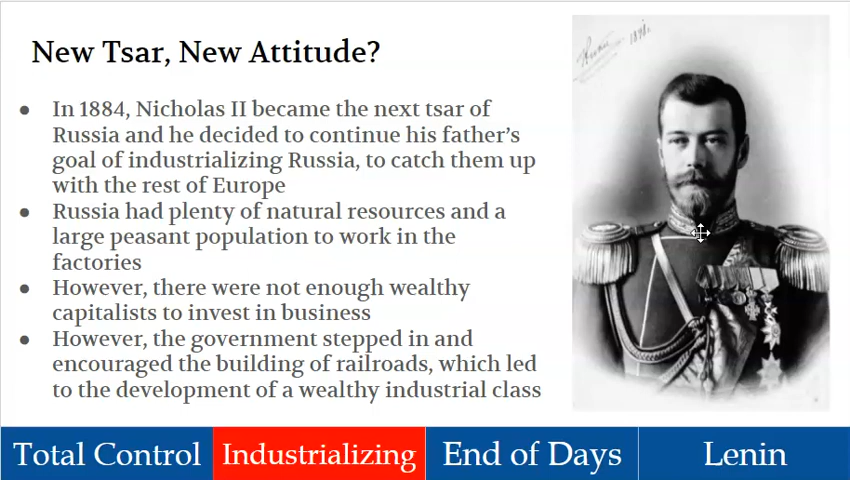 New Tsar, New Attitude?
● In 1884, Nicholas II became the next tsar of
Russia and he decided to continue his father's
goal of industrializing Russia, to catch them up
with the rest of Europe
● Russia had plenty of natural resources and a
large peasant population to work in the
factories
● However, there were not enough wealthy
capitalists to invest in business
● However, the government stepped in and
encouraged the building of railroads, which led
to the development of a wealthy industrial class
Total Control
Industrializing
End of Days
Lenin